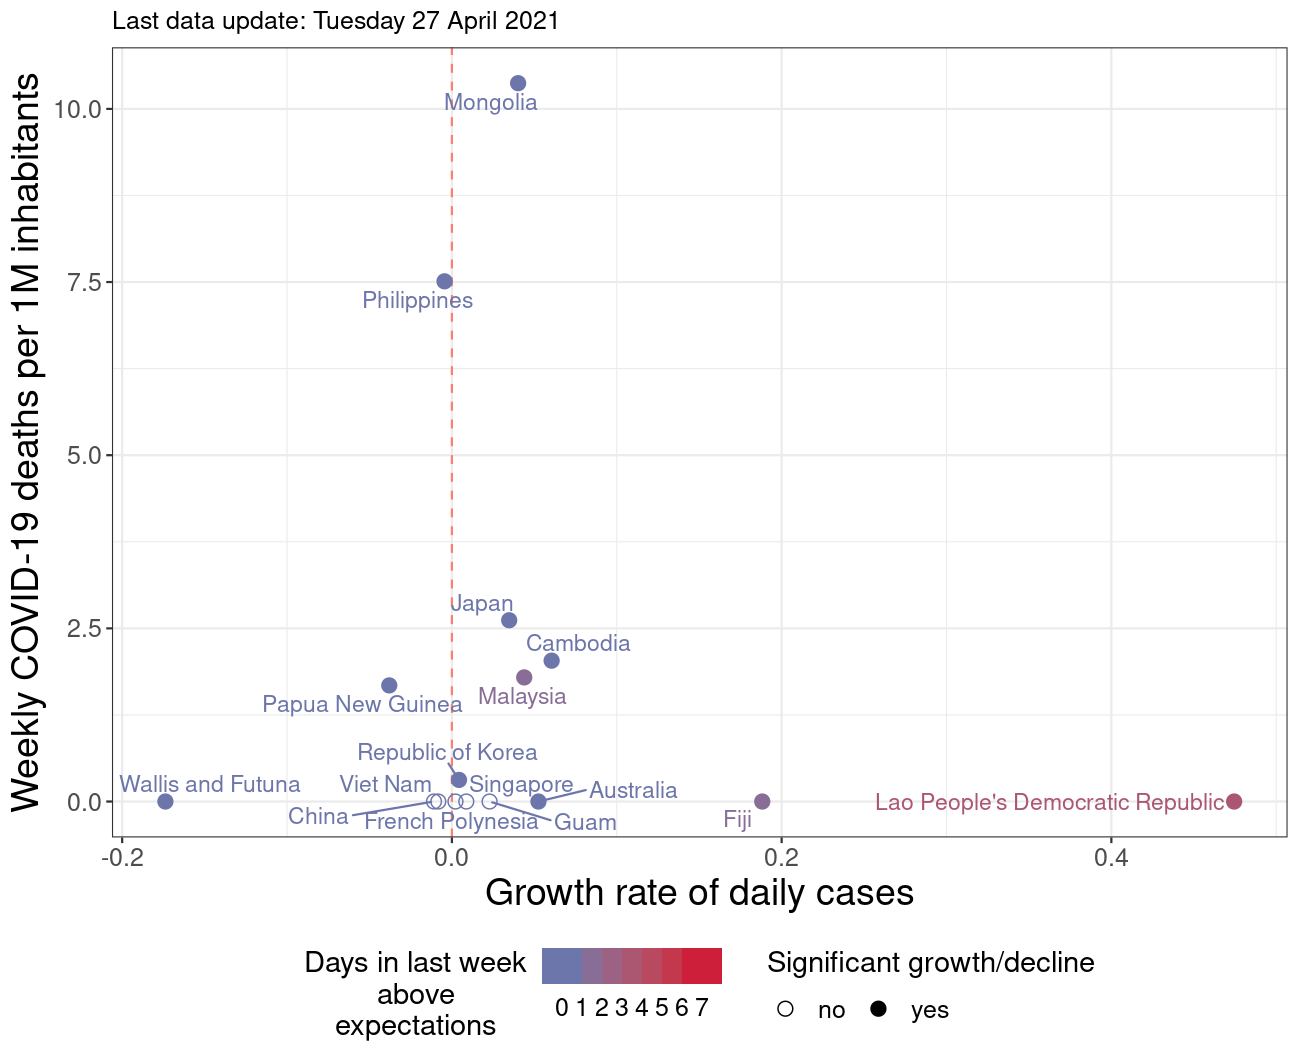 Last data update: Tuesday 27 April 2021
Weekly COVID-19 deaths per 1M inhabitants
10.0
7.5
5.0
2.5
0.0
Mongolia
Philippines
Japan
Cambodia
Malaysia
Papua New Guinea
Republic of Korea
Wallis and Futuna
Viet Nam
Singapore
Australia
Lao People's Democratic Republic
China
French Polynesia
Guam
Fiji
-0.2
0.0
0.2
0.4
Growth rate of daily cases
Days in last week
above
expectations
0 1 2 3 4 5 6 7
Significant growth/decline
no
yes